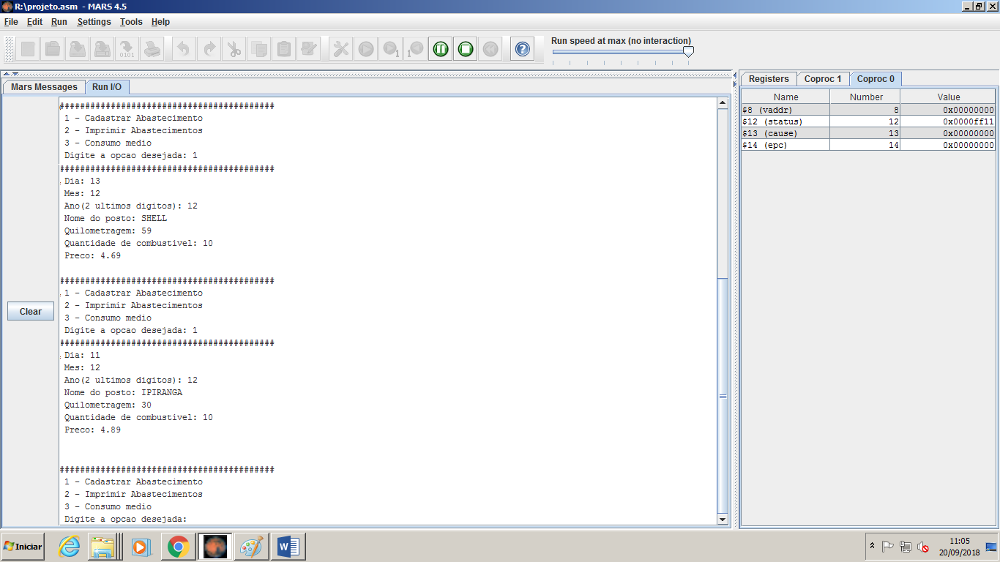 R:\projeto.asm - MARS 4.5
File Edit Run Settings Tools Help
Run speed at max (no interaction)
Mars Messages Run I/O
##########################################
1 - Cadastrar Abastecimento
2 - Imprimir Abastecimentos
3 - Consumo medio
Digite a opcao desejada: 1
##########################################
Dia: 13
Mes: 12
Ano(2 ultimos digitos): 12
Nome do posto: SHELL
Quilometragem: 59
Quantidade de combustivel: 10
Preco: 4.69
##########################################
1 - Cadastrar Abastecimento
2 - Imprimir Abastecimentos
3 - Consumo medio
Digite a opcao desejada: 1
##########################################
Dia: 11
Mes: 12
Ano(2 ultimos digitos): 12
Nome do posto: IPIRANGA
Quilometragem: 30
Quantidade de combustivel: 10
Preco: 4.89
##########################################
1 - Cadastrar Abastecimento
2 - Imprimir Abastecimentos
3 - Consumo medio
Digite a opcao desejada:
Clear
Registers Coproc 1 Coproc 0
Name Number Value
$8 (vaddr) 8 0x00000000
$12 (status) 12 0x0000ff11
$13 (cause) 13 0x00000000
$14 (epc) 14 0x00000000
Iniciar
11:05
20/09/2018